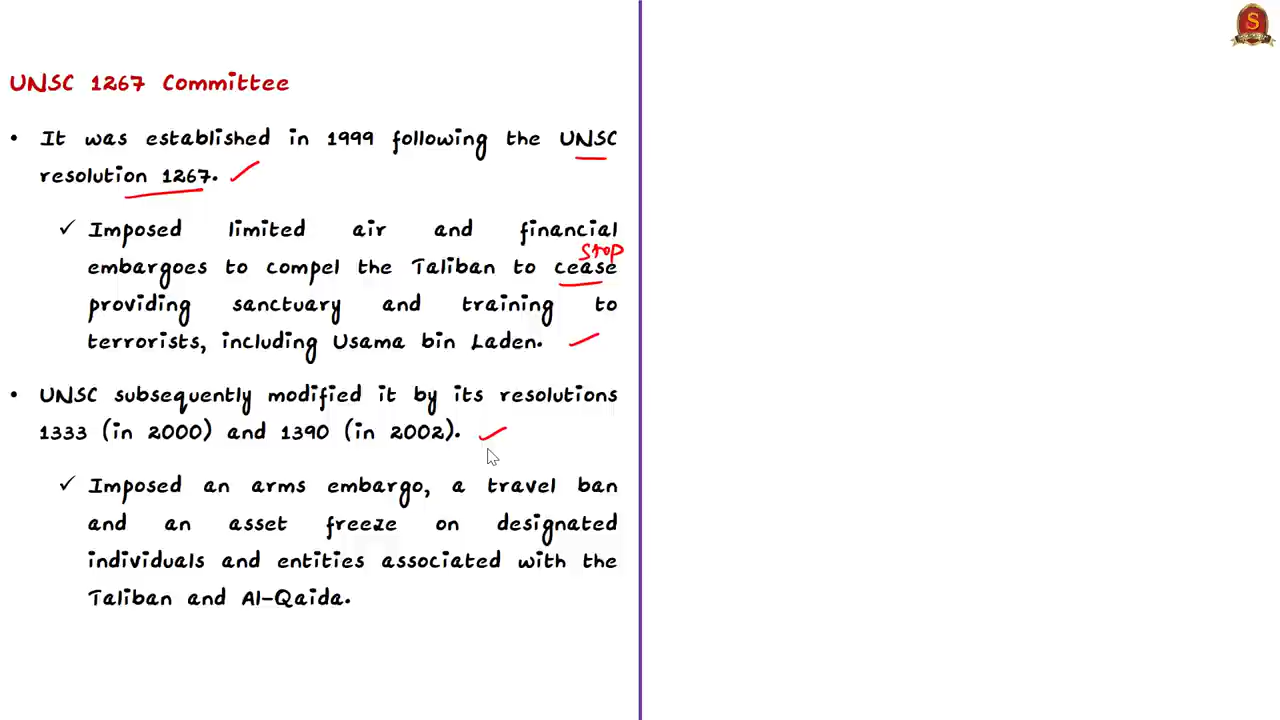 UNSC 1267 Committee
• It was established in 1999 following the UNSC
resolution 1267.
✓ Imposed limited air and financial
stop
embargoes to compel the Taliban to cease
providing sanctuary and training to
terrorists, including Usama bin Laden.
• UNSC subsequently modified it by its resolutions
1333 (in 2000) and 1390 (in 2002).
✓ Imposed an arms embargo, a travel ban
and an asset freeze on designated
individuals and entities associated with the
Taliban and Al-Qaida.
S